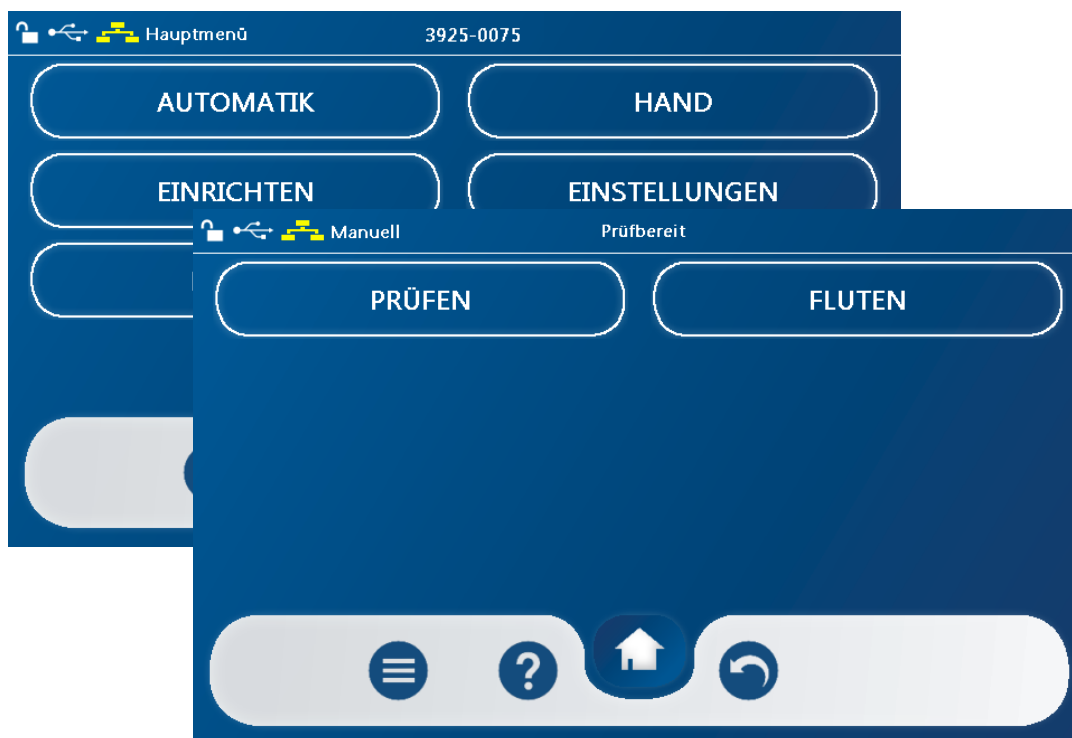 Hauptmenü 3925-0075
AUTOMATIK HAND
EINRICHTEN EINSTELLUNGEN
Manuell Prüfbereit
PRÜFEN FLUTEN
?